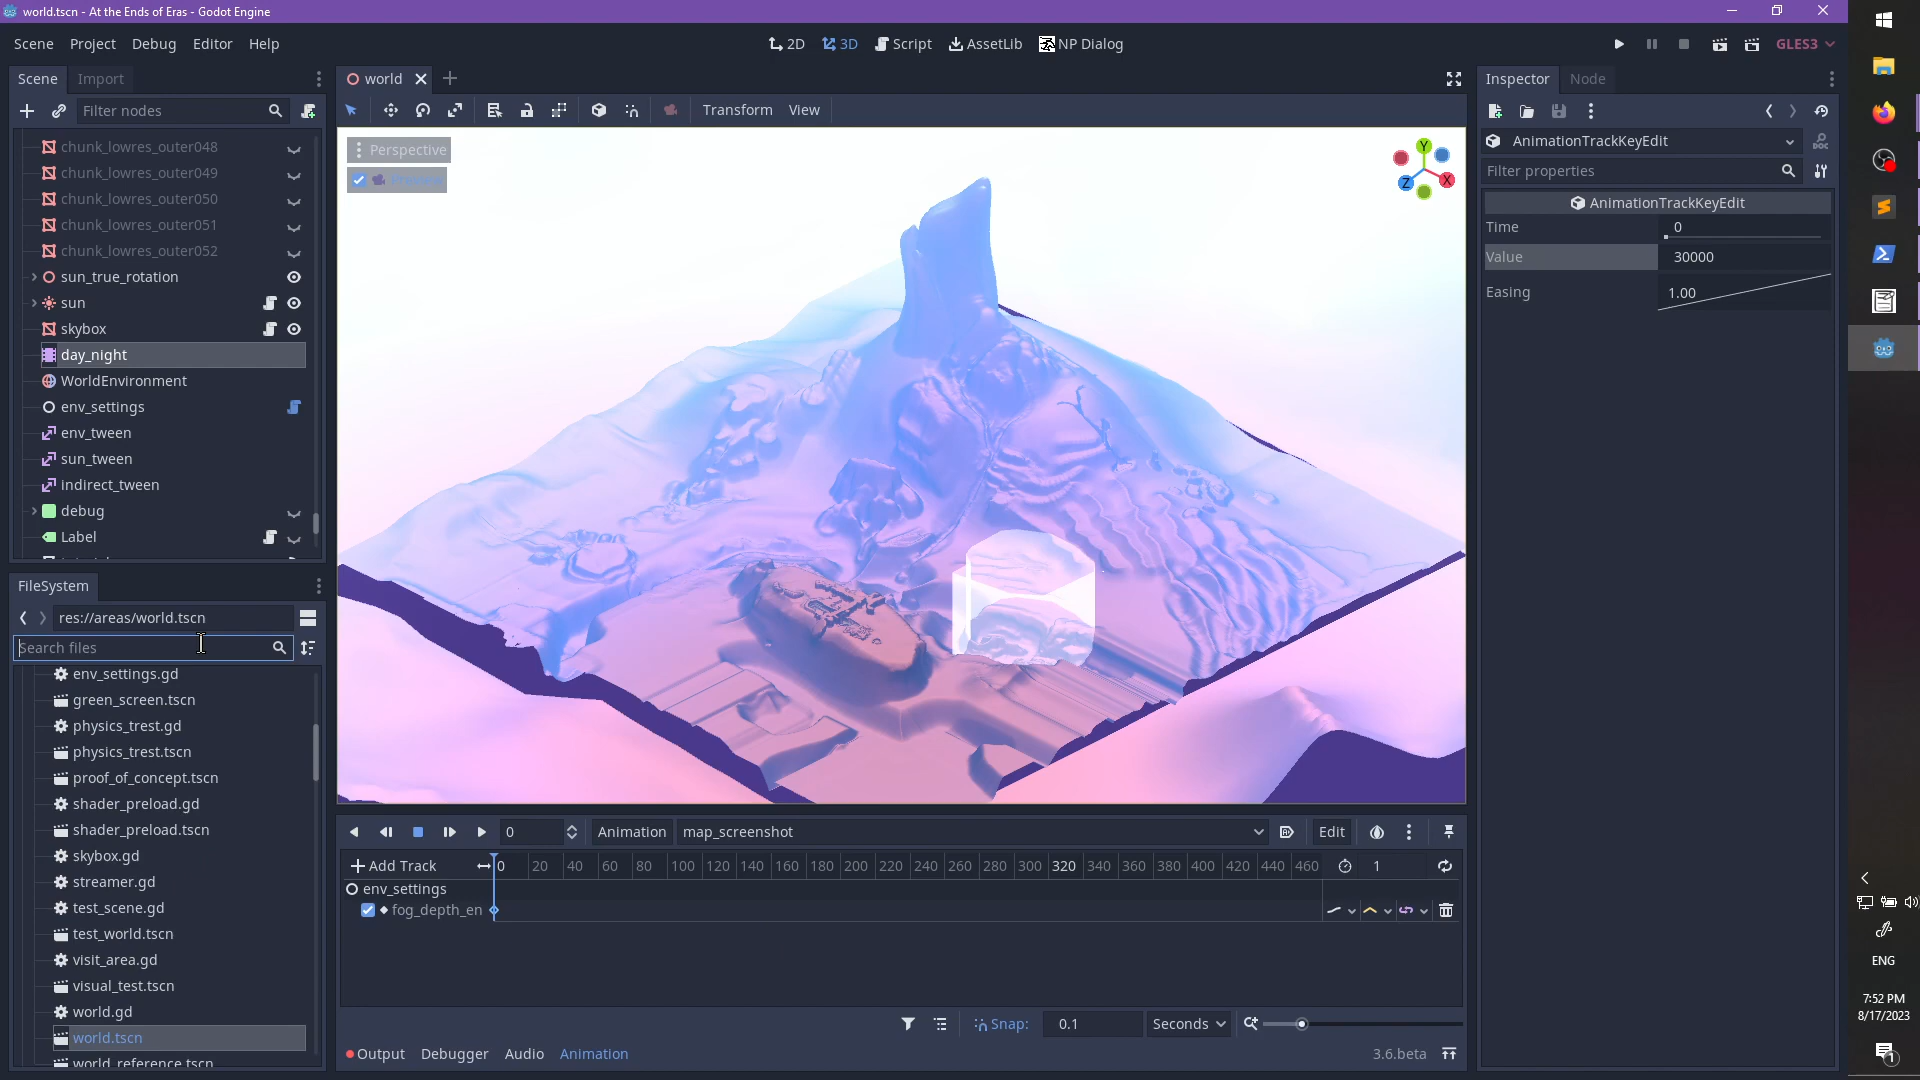 world.tscn - At the Ends of Eras - Godot Engine
Scene Project Debug Editor Help
2D 3D Script AssetLib NP Dialog
GLES3
Scene Import
Filter nodes
chunk_lowres_outer048
chunk_lowres_outer049
chunk_lowres_outer050
chunk_lowres_outer051
chunk_lowres_outer052
sun_true_rotation
sun
skybox
day_night
WorldEnvironment
env_settings
env_tween
sun_tween
indirect_tween
debug
Label
FileSystem
res://areas/world.tscn
Search files
env_settings.gd
green_screen.tscn
physics_trest.gd
physics_trest.tscn
proof_of_concept.tscn
shader_preload.gd
shader_preload.tscn
skybox.gd
streamer.gd
test_scene.gd
test_world.tscn
visit_area.gd
visual_test.tscn
world.gd
world.tscn
world_reference.tscn
world
Transform View
Perspective
Preview
Y
Z X
0 Animation map_screenshot Edit
Add Track 0 20 40 60 80 100 120 140 160 180 200 220 240 260 280 300 320 340 360 380 400 420 440 460 1
env_settings
fog_depth_en
Snap: 0.1 Seconds
Output Debugger Audio Animation 3.6.beta
Inspector Node
AnimationTrackKeyEdit
DOC
Filter properties
AnimationTrackKeyEdit
Time 0
Value 30000
Easing 1.00
ENG
7:52 PM
8/17/2023
1